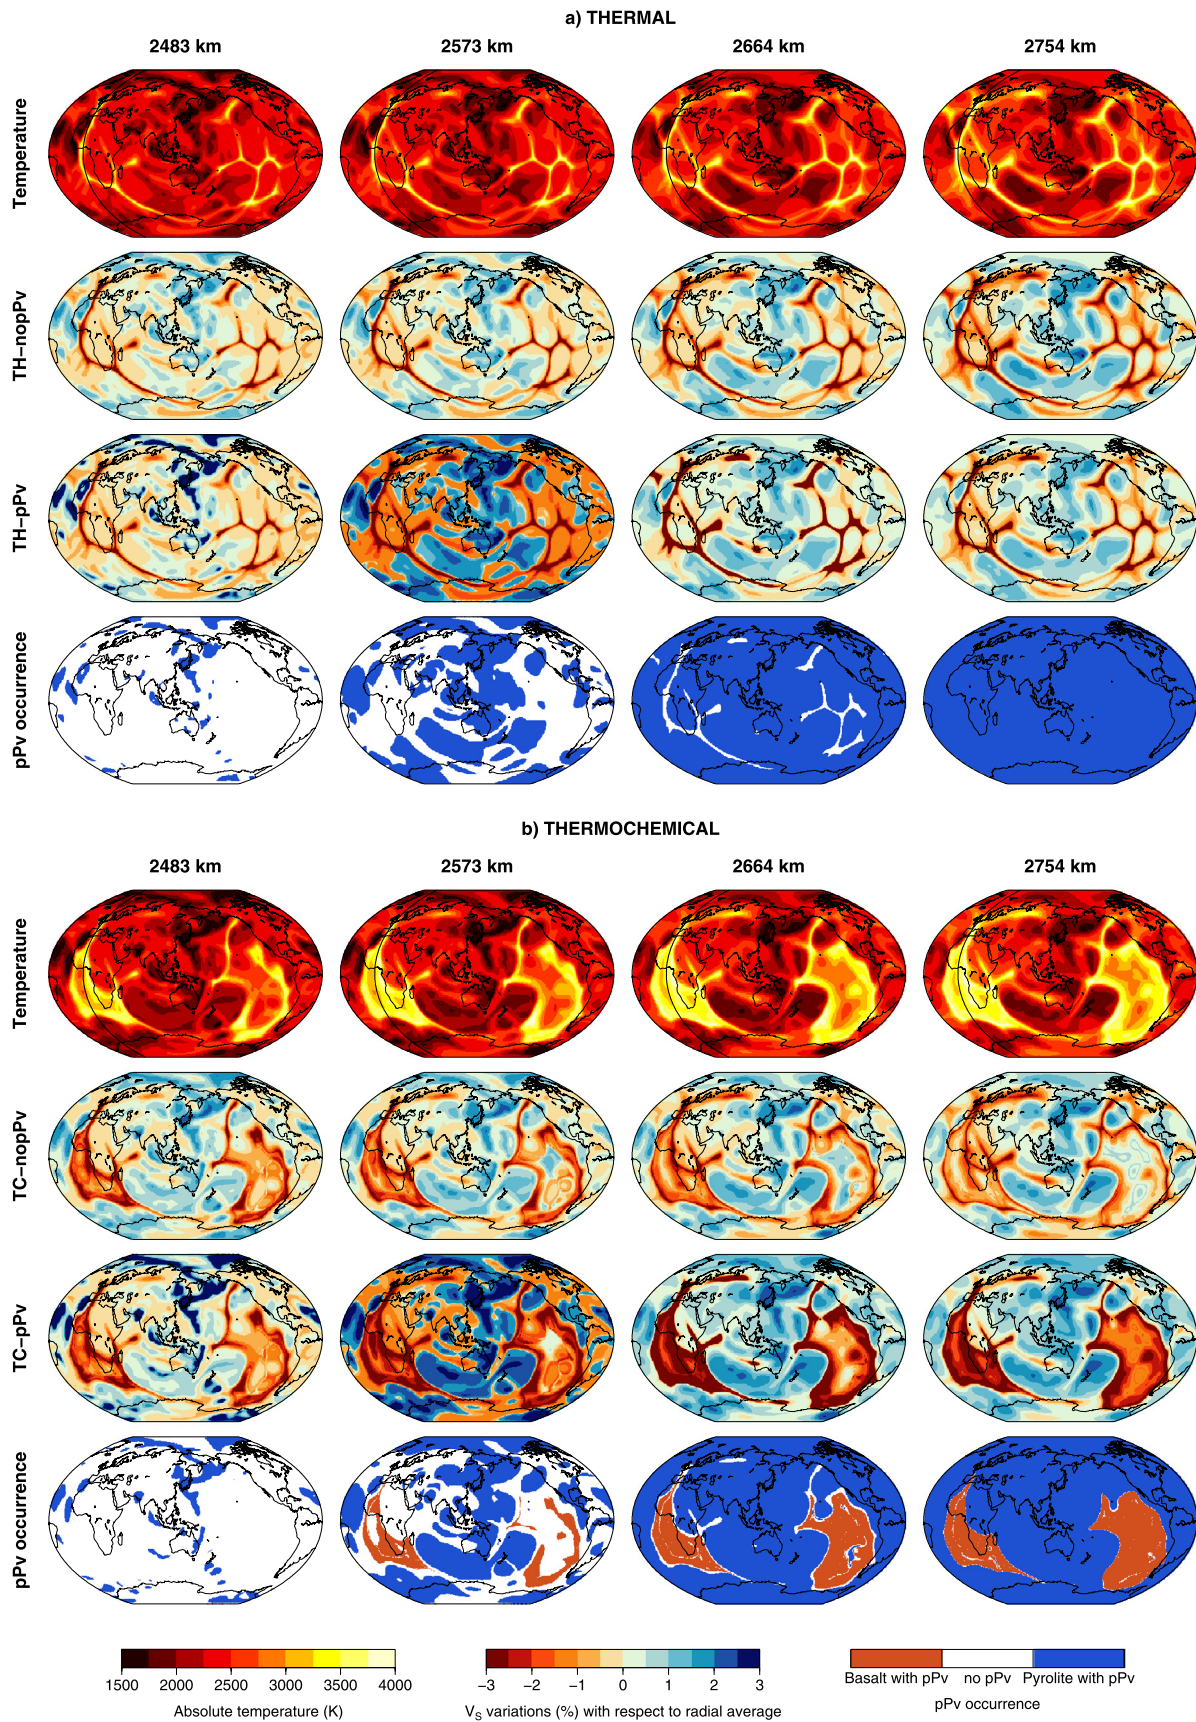 a) THERMAL
2483 km 2573 km 2664 km 2754 km
Temperature
TH−nopPv
TH−pPv
pPv occurrence
b) THERMOCHEMICAL
2483 km 2573 km 2664 km 2754 km
Temperature
TC−nopPv
TC−pPv
pPv occurrence
1500 2000 2500 3000 3500 4000
Absolute temperature (K)
−3 −2 −1 0 1 2 3
VS variations (%) with respect to radial average
Basalt with pPv no pPv Pyrolite with pPv
pPv occurrence